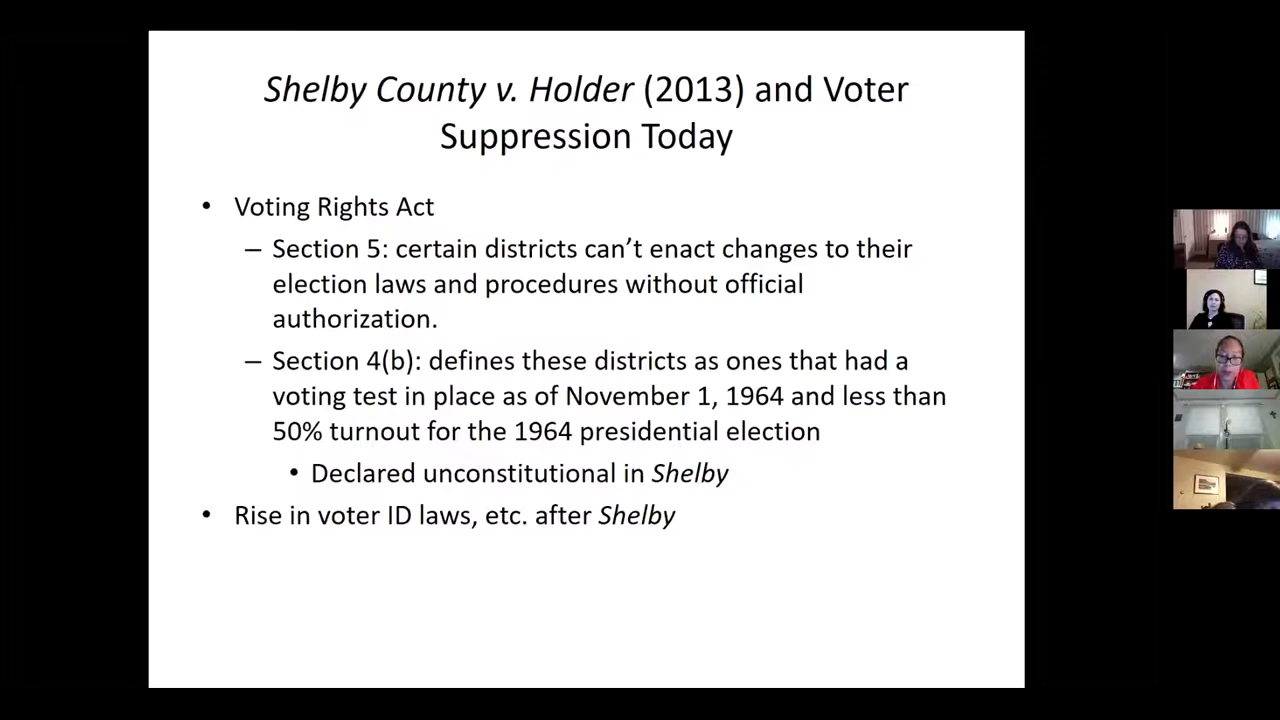 Shelby County v. Holder (2013) and Voter
Suppression Today
• Voting Rights Act
– Section 5: certain districts can’t enact changes to their
election laws and procedures without official
authorization.
– Section 4(b): defines these districts as ones that had a
voting test in place as of November 1, 1964 and less than
50% turnout for the 1964 presidential election
• Declared unconstitutional in Shelby
• Rise in voter ID laws, etc. after Shelby